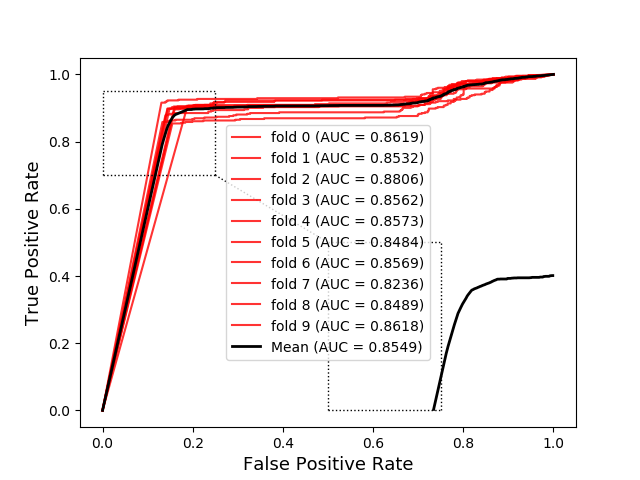 1.0
0.8
0.6
0.4
0.2
0.0
True Positive Rate
fold 0 (AUC = 0.8619)
fold 1 (AUC = 0.8532)
fold 2 (AUC = 0.8806)
fold 3 (AUC = 0.8562)
fold 4 (AUC = 0.8573)
fold 5 (AUC = 0.8484)
fold 6 (AUC = 0.8569)
fold 7 (AUC = 0.8236)
fold 8 (AUC = 0.8489)
fold 9 (AUC = 0.8618)
Mean (AUC = 0.8549)
0.0 0.2 0.4 0.6 0.8 1.0
False Positive Rate